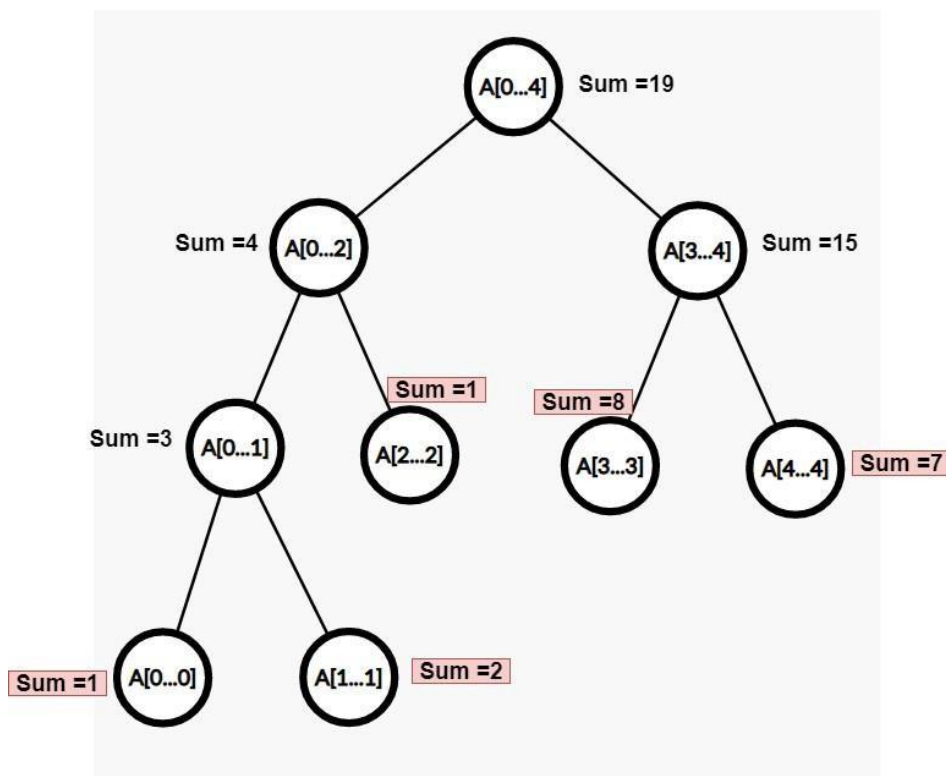 A[0...4] Sum =19
Sum =4 A[0...2] A[3...4] Sum =15
Sum =1 Sum =8
Sum =3 A[0...1] A[2...2] A[3...3] A[4...4] Sum =7
Sum =1 A[0...0] A[1...1] Sum =2